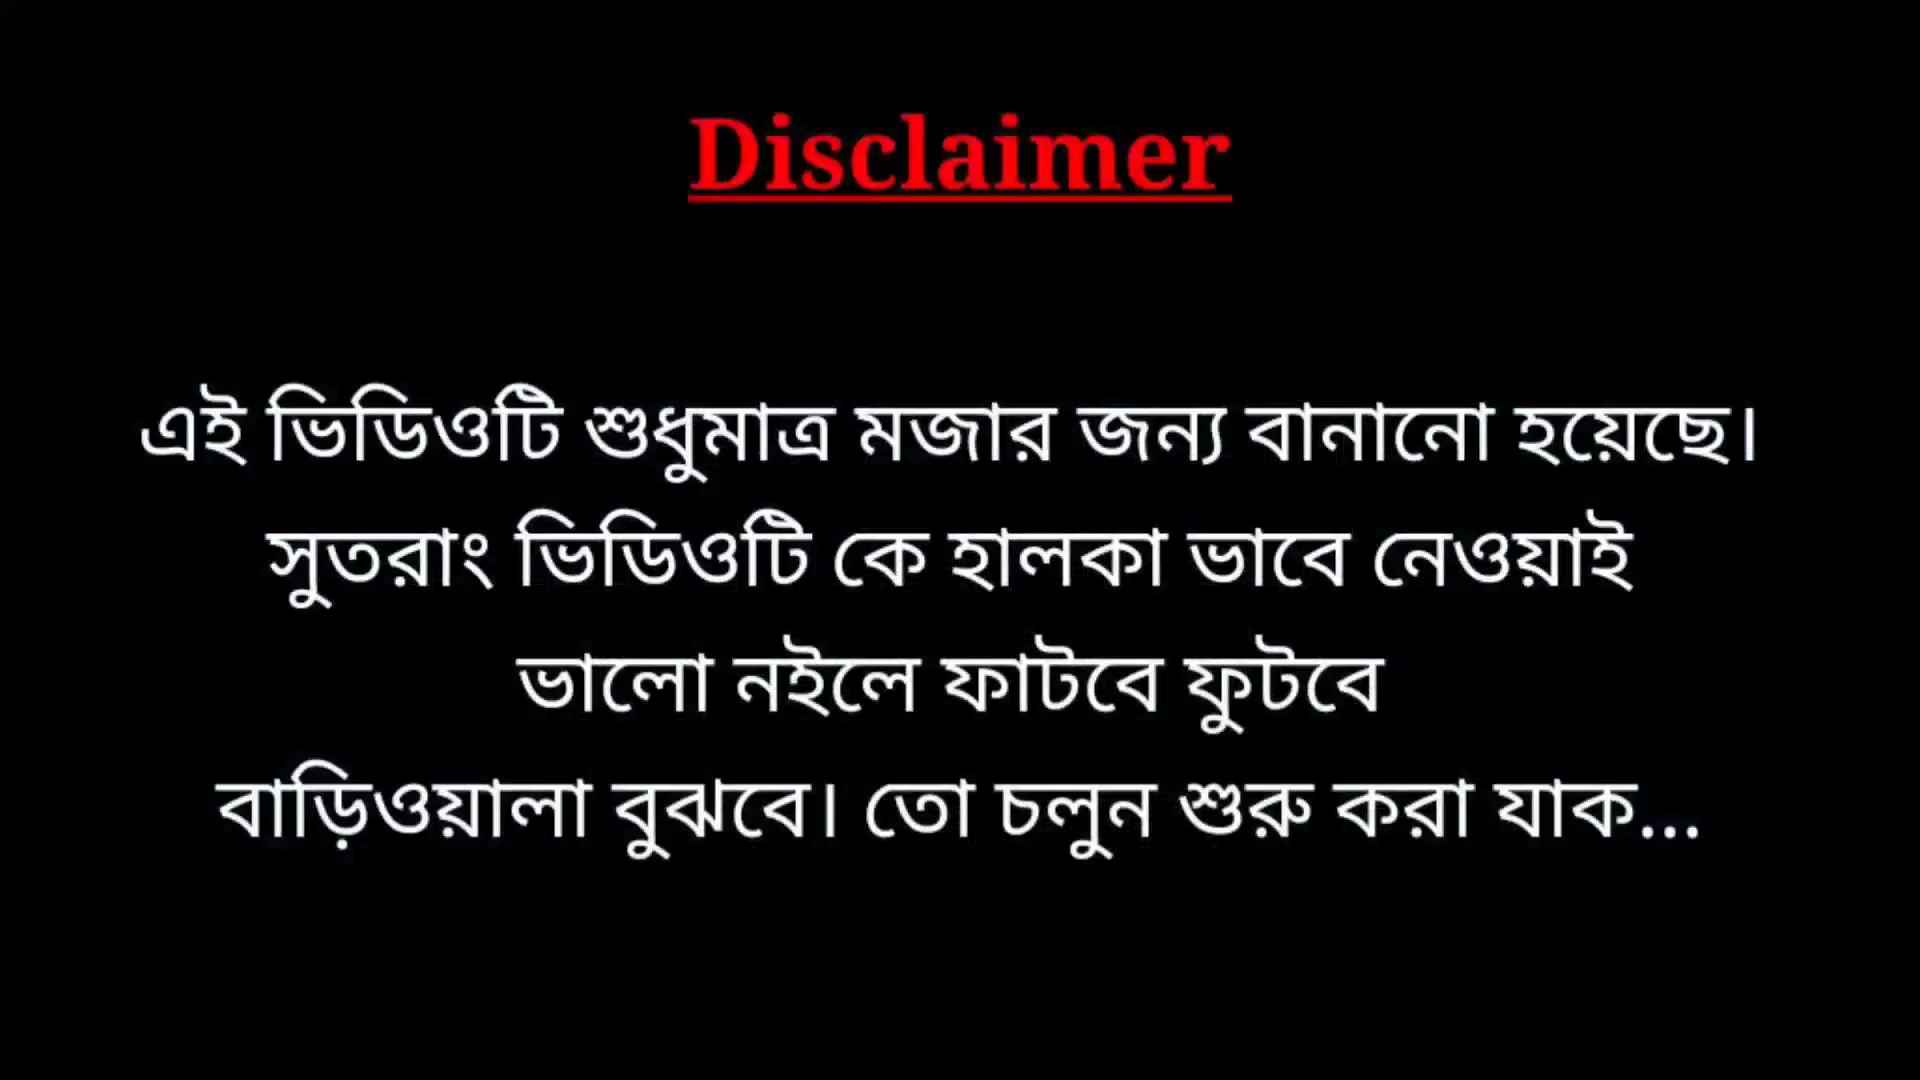 Disclaimer
এই ভিডিওটি শুধুমাত্র মজার জন্য বানানো হয়েছে।
সুতরাং ভিডিওটি কে হালকা ভাবে নেওয়াই
ভালো নইলে ফাটবে ফুটবে
বাড়িওয়ালা বুঝবে। তো চলুন শুরু করা যাক...